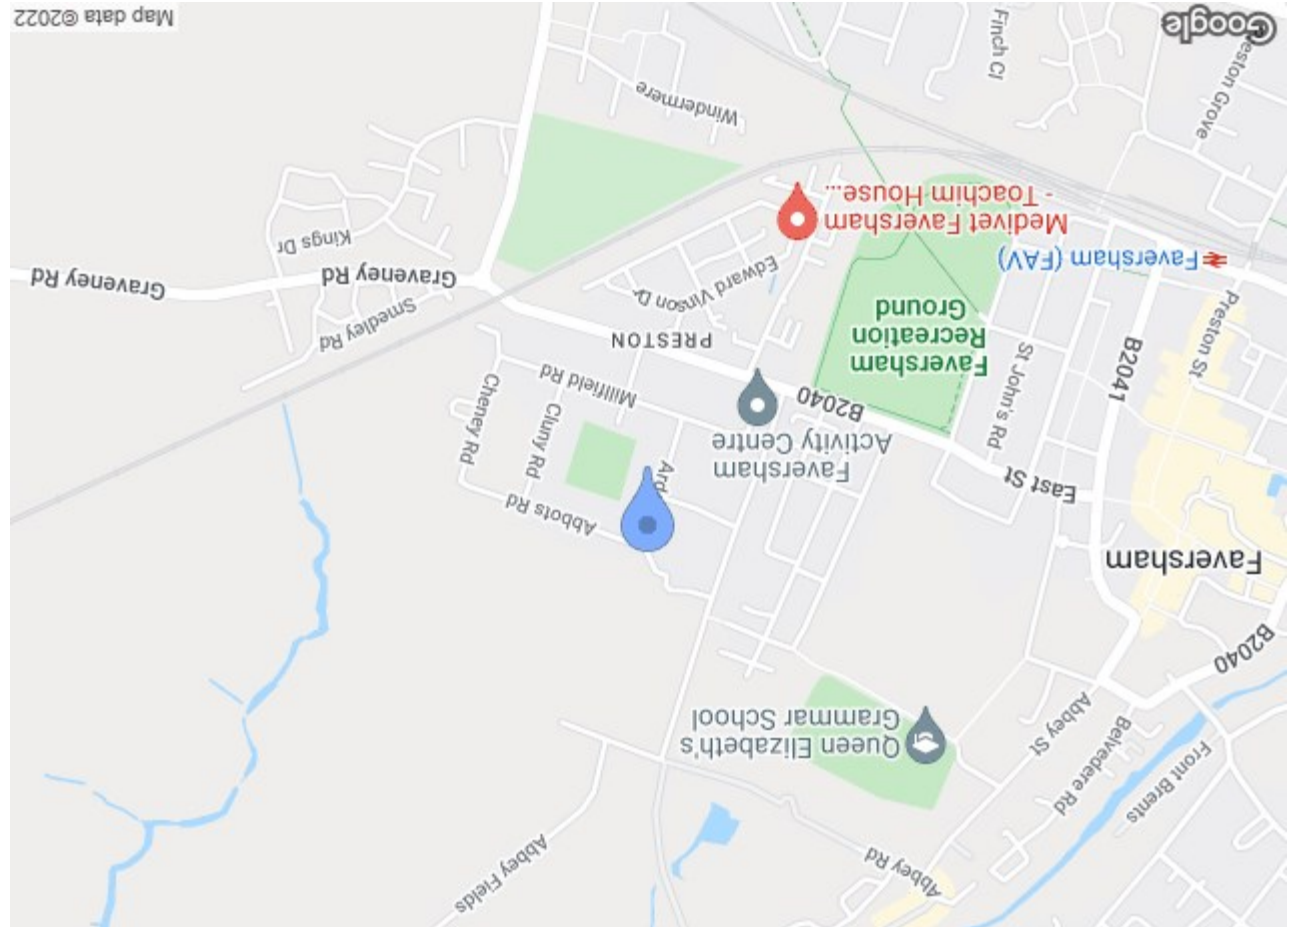 Abbey Fields
Abbey Rd
Front Brents
Belvedere Rd
Abbey St
Queen Elizabeth's
Grammar School
B2040
Faversham
Abbots Rd
Ard
Cluny Rd
Cheney Rd
Millfield Rd
Faversham
Activity Centre
East St
B2040
St John's Rd
B2041
Preston St
PRESTON
Smedley Rd
Graveney Rd
Graveney Rd
Kings Dr
Edward Vinson Dr
Faversham
Recreation
Ground
Faversham (FAV)
Medivet Faversham
- Toachim House...
Windermere
Finch Cl
eston Grove
Google
Map data ©2022